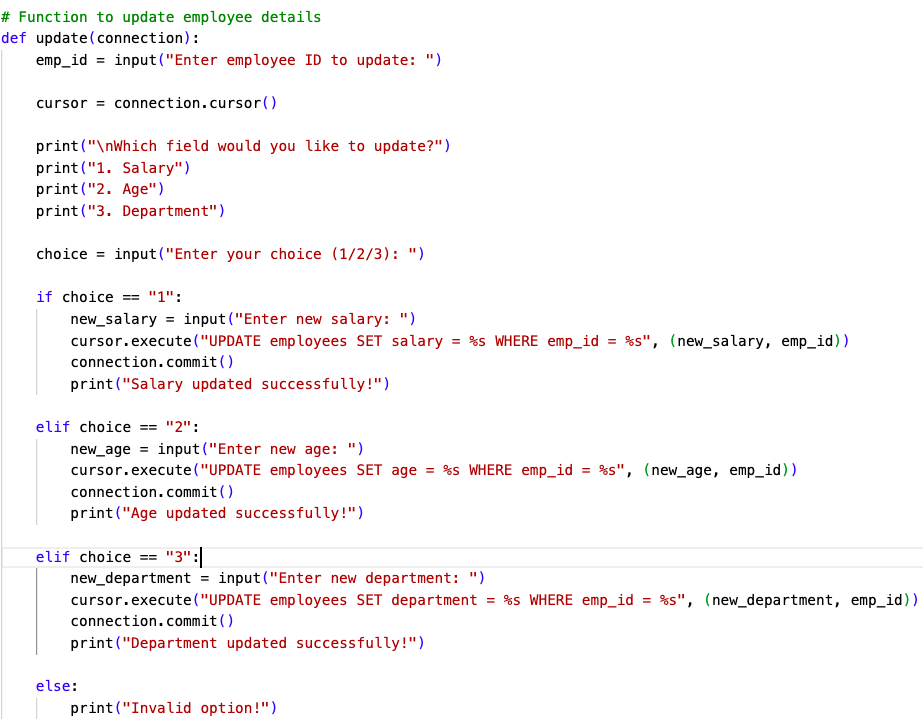 # Function to update employee details
def update(connection):
    emp_id = input("Enter employee ID to update: ")

    cursor = connection.cursor()

    print("\nWhich field would you like to update?")
    print("1. Salary")
    print("2. Age")
    print("3. Department")

    choice = input("Enter your choice (1/2/3): ")

    if choice == "1":
        new_salary = input("Enter new salary: ")
        cursor.execute("UPDATE employees SET salary = %s WHERE emp_id = %s", (new_salary, emp_id))
        connection.commit()
        print("Salary updated successfully!")

    elif choice == "2":
        new_age = input("Enter new age: ")
        cursor.execute("UPDATE employees SET age = %s WHERE emp_id = %s", (new_age, emp_id))
        connection.commit()
        print("Age updated successfully!")

    elif choice == "3":
        new_department = input("Enter new department: ")
        cursor.execute("UPDATE employees SET department = %s WHERE emp_id = %s", (new_department, emp_id))
        connection.commit()
        print("Department updated successfully!")

    else:
        print("Invalid option!")